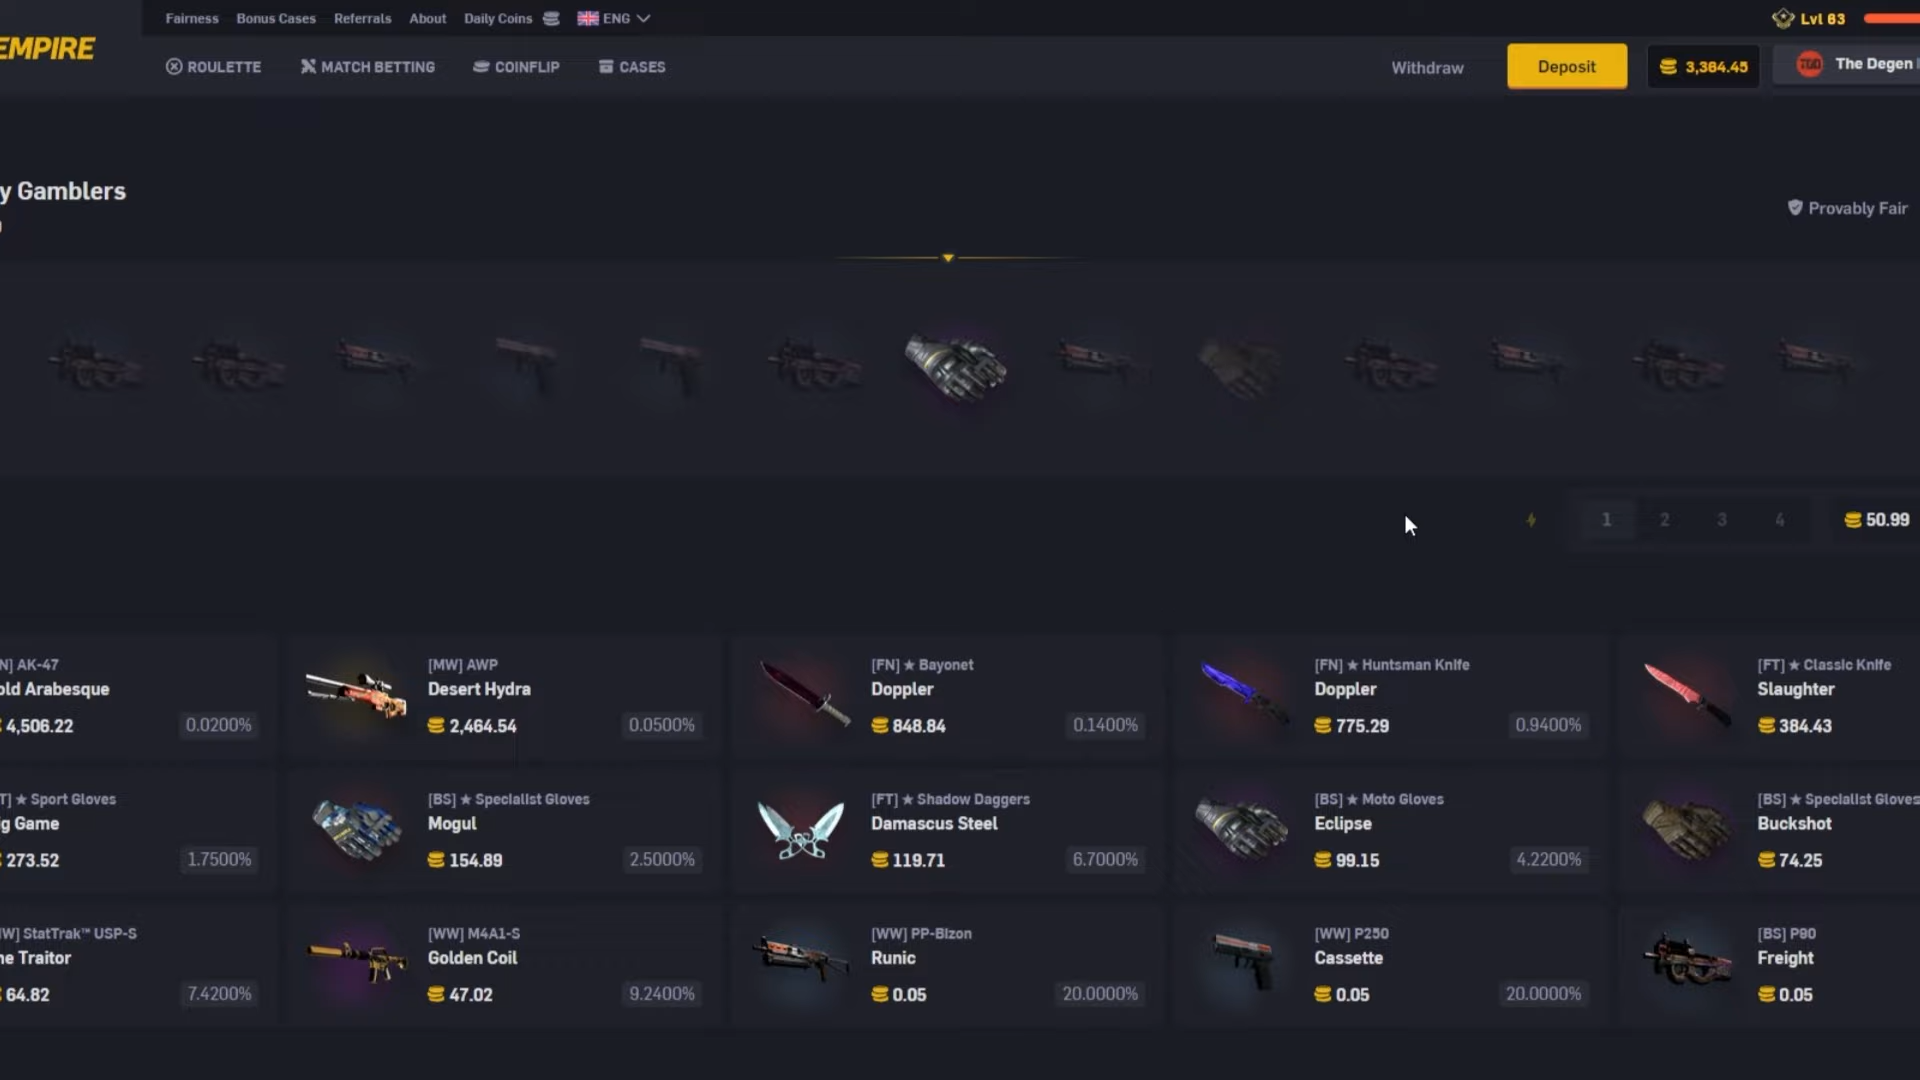 Fairness Bonus Cases Referrals About Daily Coins ENG Lvl 63
EMPIRE ROULETTE MATCH BETTING COINFLIP CASES Withdraw Deposit 3,364.45 The Degen
y Gamblers
Provably Fair
1 2 3 4 50.99
N] AK-47
old Arabesque
4,506.22 0.0200%
[MW] AWP
Desert Hydra
2,464.54 0.0500%
[FN] ★ Bayonet
Doppler
848.84 0.1400%
[FN] ★ Huntsman Knife
Doppler
775.29 0.9400%
[FT] ★ Classic Knife
Slaughter
384.43
T] ★ Sport Gloves
ig Game
273.52 1.7500%
[BS] ★ Specialist Gloves
Mogul
154.89 2.5000%
[FT] ★ Shadow Daggers
Damascus Steel
119.71 6.7000%
[BS] ★ Moto Gloves
Eclipse
99.15 4.2200%
[BS] ★ Specialist Gloves
Buckshot
74.25
W] StatTrak™ USP-S
he Traitor
64.82 7.4200%
[WW] M4A1-S
Golden Coil
47.02 9.2400%
[WW] PP-Bizon
Runic
0.05 20.0000%
[WW] P250
Cassette
0.05 20.0000%
[BS] P90
Freight
0.05